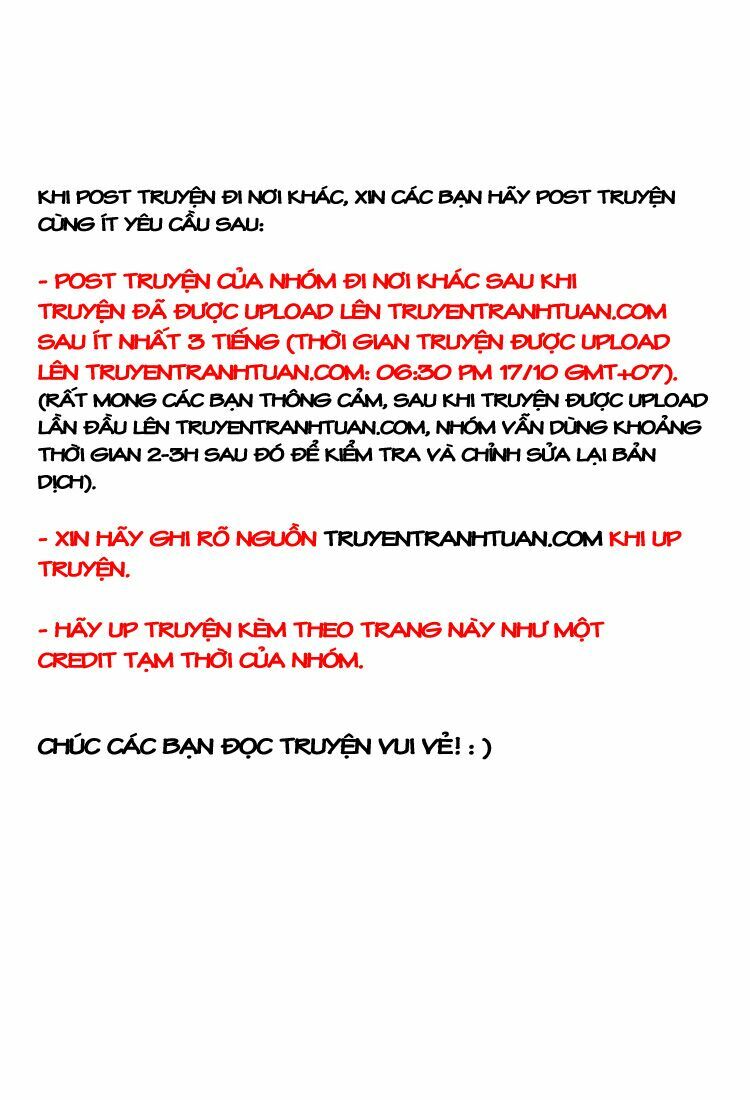 KHI POST TRUYỆN ĐI NƠI KHÁC, XIN CÁC BẠN HÃY POST TRUYỆN
CÙNG ÍT YÊU CẦU SAU:
- POST TRUYỆN CỦA NHÓM ĐI NƠI KHÁC SAU KHI
TRUYỆN ĐÃ ĐƯỢC UPLOAD LÊN TRUYENTRANHTUAN.COM
SAU ÍT NHẤT 3 TIẾNG (THỜI GIAN TRUYỆN ĐƯỢC UPLOAD
LÊN TRUYENTRANHTUAN.COM: 06:30 PM 17/10 GMT+07).
(RẤT MONG CÁC BẠN THÔNG CẢM, SAU KHI TRUYỆN ĐƯỢC UPLOAD
LẦN ĐẦU LÊN TRUYENTRANHTUAN.COM, NHÓM VẪN DÙNG KHOẢNG
THỜI GIAN 2-3H SAU ĐÓ ĐỂ KIỂM TRA VÀ CHỈNH SỬA LẠI BẢN
DỊCH).
- XIN HÃY GHI RÕ NGUỒN TRUYENTRANHTUAN.COM KHI UP
TRUYỆN.
- HÃY UP TRUYỆN KÈM THEO TRANG NÀY NHƯ MỘT
CREDIT TẠM THỜI CỦA NHÓM.
CHÚC CÁC BẠN ĐỌC TRUYỆN VUI VẺ! : )